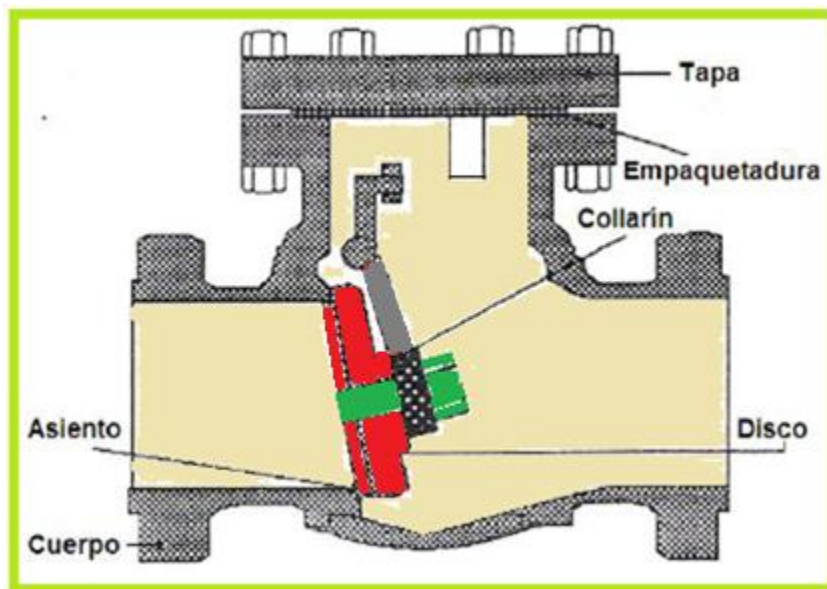 Tapa
Empaquetadura
Collarín
Asiento
Disco
Cuerpo